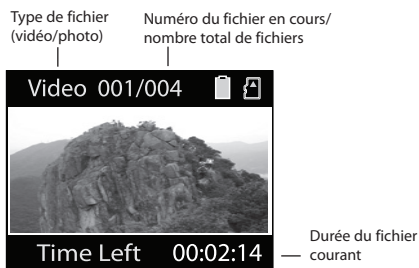 Type de fichier
(vidéo/photo)
Numéro du fichier en cours/
nombre total de fichiers
Video 001/004
Time Left 00:02:14
Durée du fichier
courant